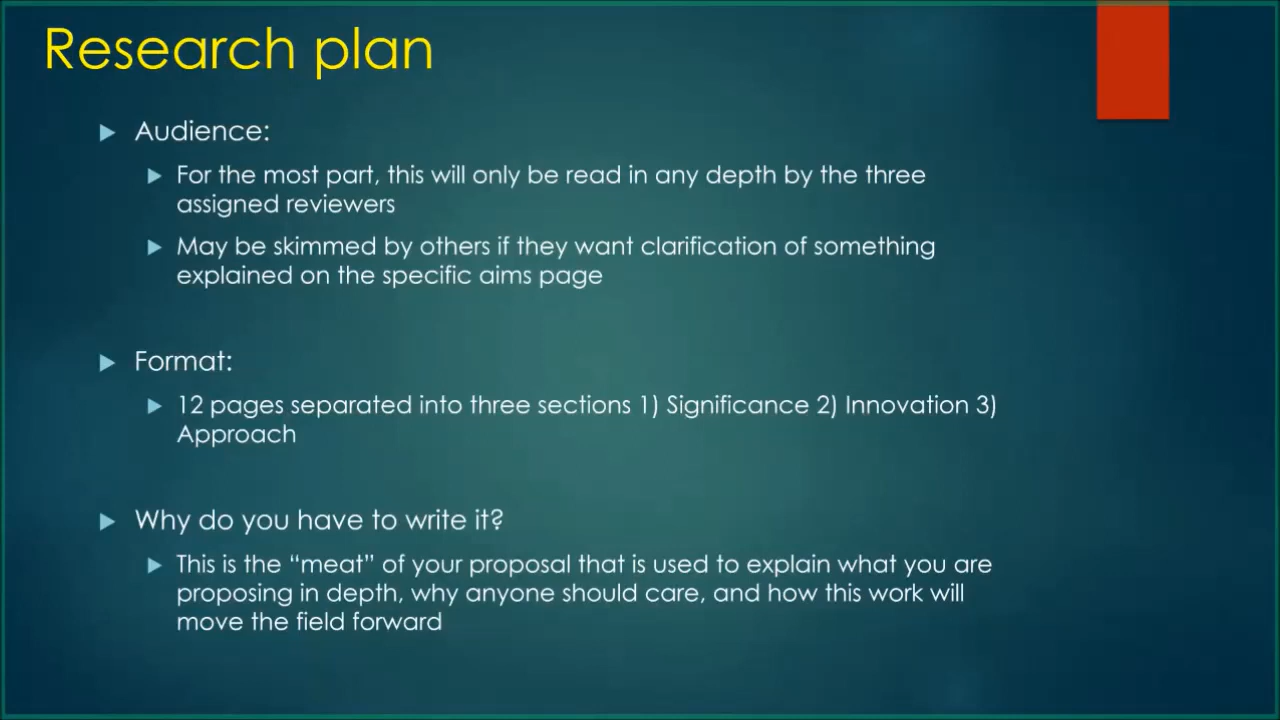 Research plan
Audience:
For the most part, this will only be read in any depth by the three
assigned reviewers
May be skimmed by others if they want clarification of something
explained on the specific aims page
Format:
12 pages separated into three sections 1) Significance 2) Innovation 3)
Approach
Why do you have to write it?
This is the “meat” of your proposal that is used to explain what you are
proposing in depth, why anyone should care, and how this work will
move the field forward